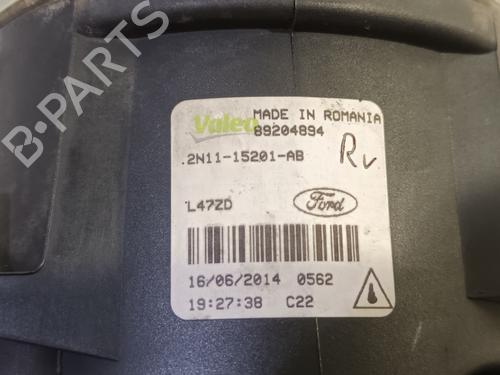 B-PARTS
Valeo MADE IN ROMANIA
89204894
2N11-15201-AB
Rv
L47ZD Ford
16/06/2014 0562
19:27:38 C22